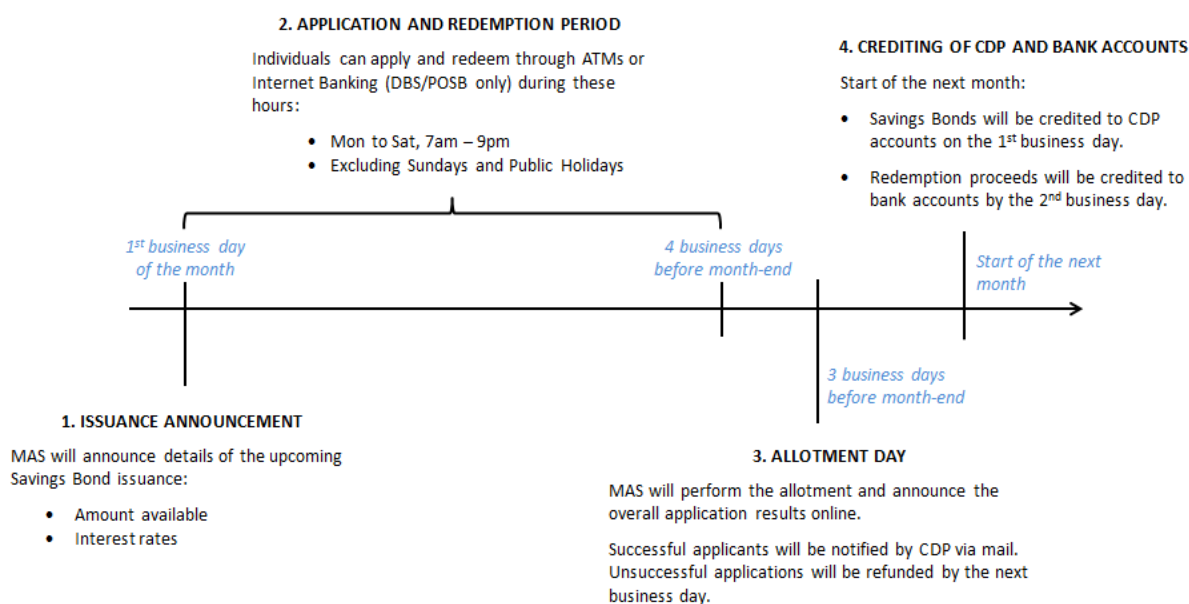 2. APPLICATION AND REDEMPTION PERIOD
Individuals can apply and redeem through ATMs or
Internet Banking (DBS/POSB only) during these
hours:
• Mon to Sat, 7am – 9pm
• Excluding Sundays and Public Holidays
4. CREDITING OF CDP AND BANK ACCOUNTS
Start of the next month:
• Savings Bonds will be credited to CDP
accounts on the 1st business day.
• Redemption proceeds will be credited to
bank accounts by the 2nd business day.
1st business day
of the month
4 business days
before month-end
Start of the next
month
3 business days
before month-end
1. ISSUANCE ANNOUNCEMENT
MAS will announce details of the upcoming
Savings Bond issuance:
• Amount available
• Interest rates
3. ALLOTMENT DAY
MAS will perform the allotment and announce the
overall application results online.
Successful applicants will be notified by CDP via mail.
Unsuccessful applications will be refunded by the next
business day.